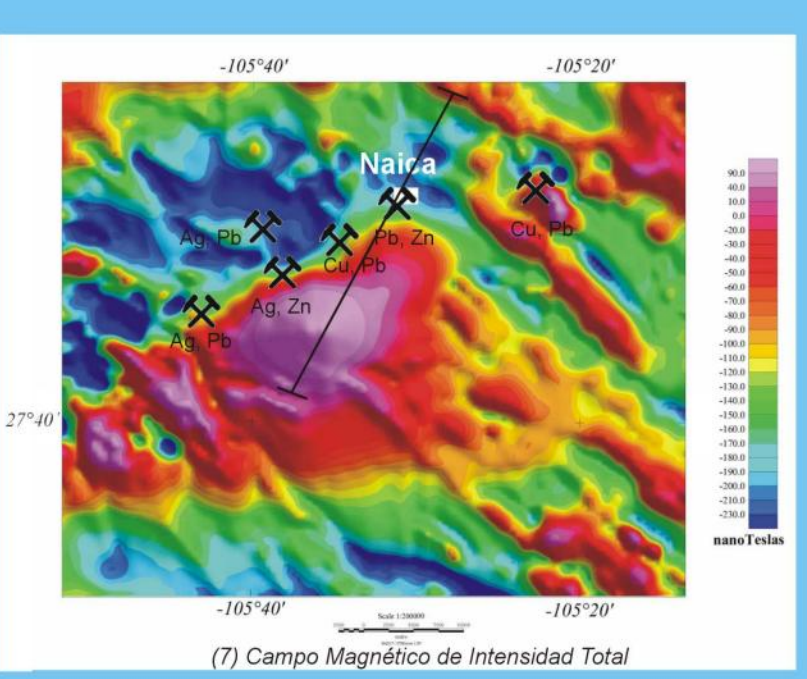 -105°40' -105°20'
Naica
Ag, Pb
Pb, Zn
Cu, Pb
Cu, Pb
Ag, Zn
Ag, Pb
27°40'
90.0
40.0
10.0
0.0
-20.0
-30.0
-40.0
-50.0
-60.0
-70.0
-80.0
-90.0
-100.0
-110.0
-120.0
-130.0
-140.0
-150.0
-160.0
-170.0
-180.0
-190.0
-200.0
-210.0
-230.0
nanoTeslas
-105°40' -105°20'
Scale 1:200000
(7) Campo Magnético de Intensidad Total